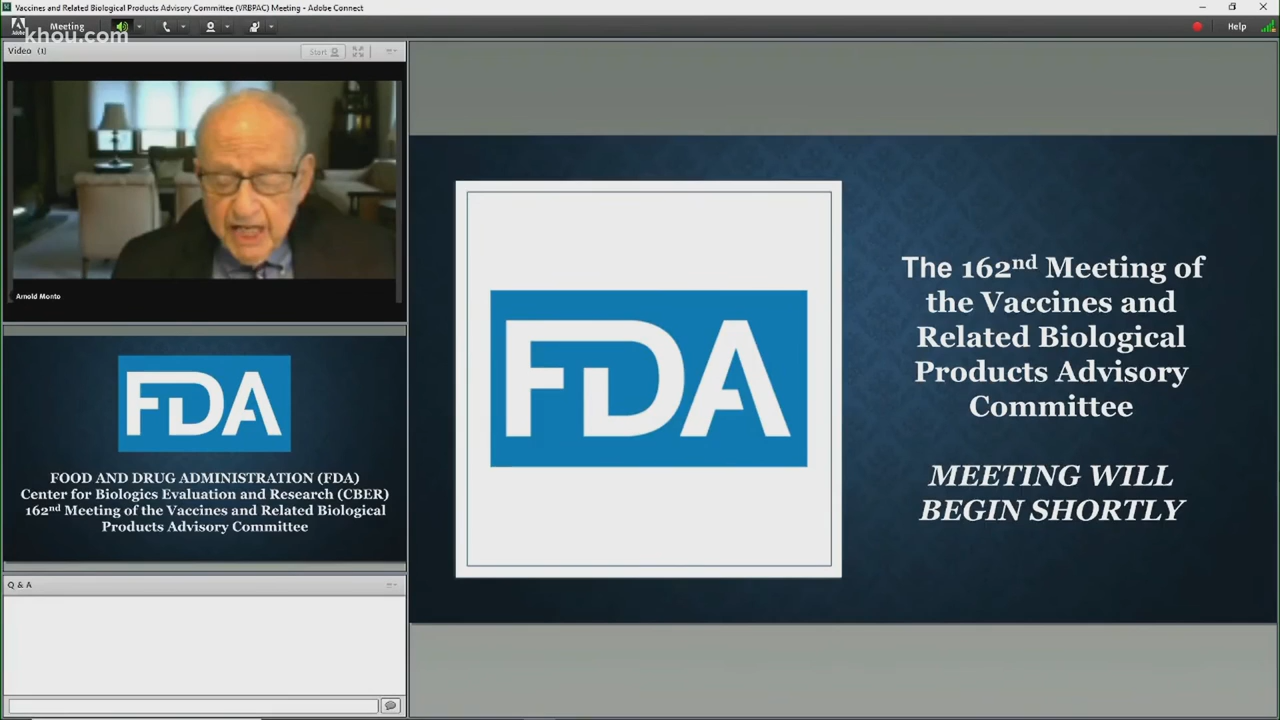 Vaccines and Related Biological Products Advisory Committee (VRBPAC) Meeting - Adobe Connect
Meeting
Help
khou.com
Video (1)
Start
Arnold Monto
FDA
FOOD AND DRUG ADMINISTRATION (FDA)
Center for Biologics Evaluation and Research (CBER)
162nd Meeting of the Vaccines and Related Biological
Products Advisory Committee
Q & A
FDA
The 162nd Meeting of
the Vaccines and
Related Biological
Products Advisory
Committee
MEETING WILL
BEGIN SHORTLY